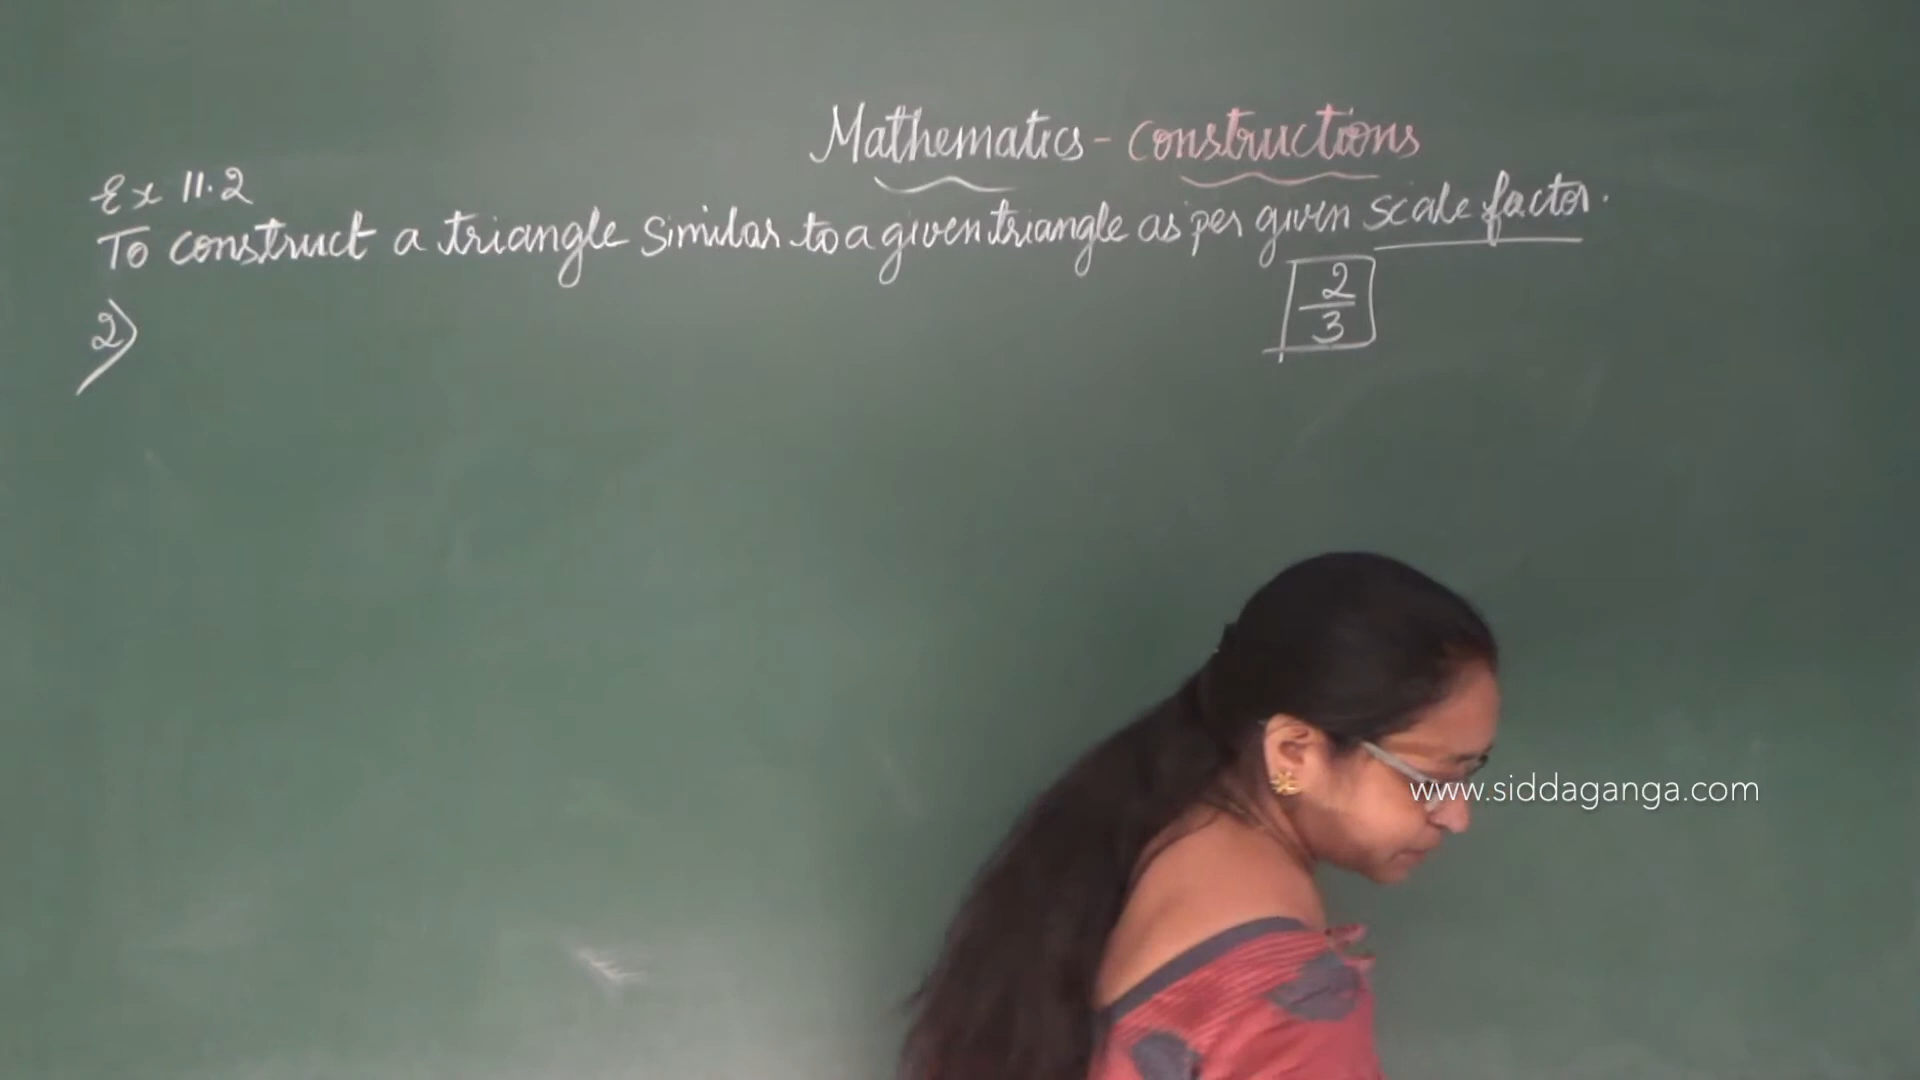 Mathematics - Constructions
Ex 11.2
To construct a triangle similar to a given triangle as per given scale factor.
2
3
2)
www.siddaganga.com